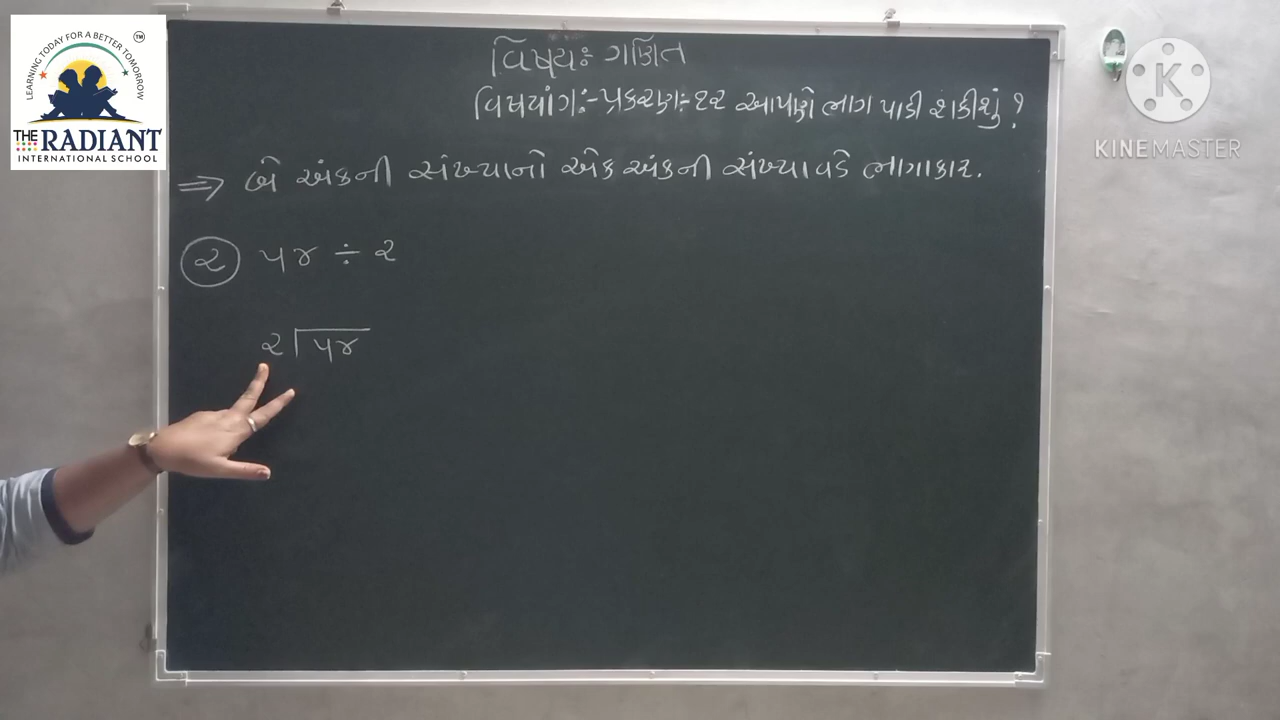 LEARNING TODAY FOR A BETTER TOMORROW
TM
THE RADIANT
INTERNATIONAL SCHOOL
KINEMASTER
વિષય:- ગણિત
વિષયાંગ:- પ્રકરણ:- ૧૨ આપણે ભાગ પાડી શકીશું ?
⇒ બે અંકની સંખ્યાનો એક અંકની સંખ્યા વડે ભાગાકાર.
૨ ૫૪ ÷ ૨
૨ ૫૪